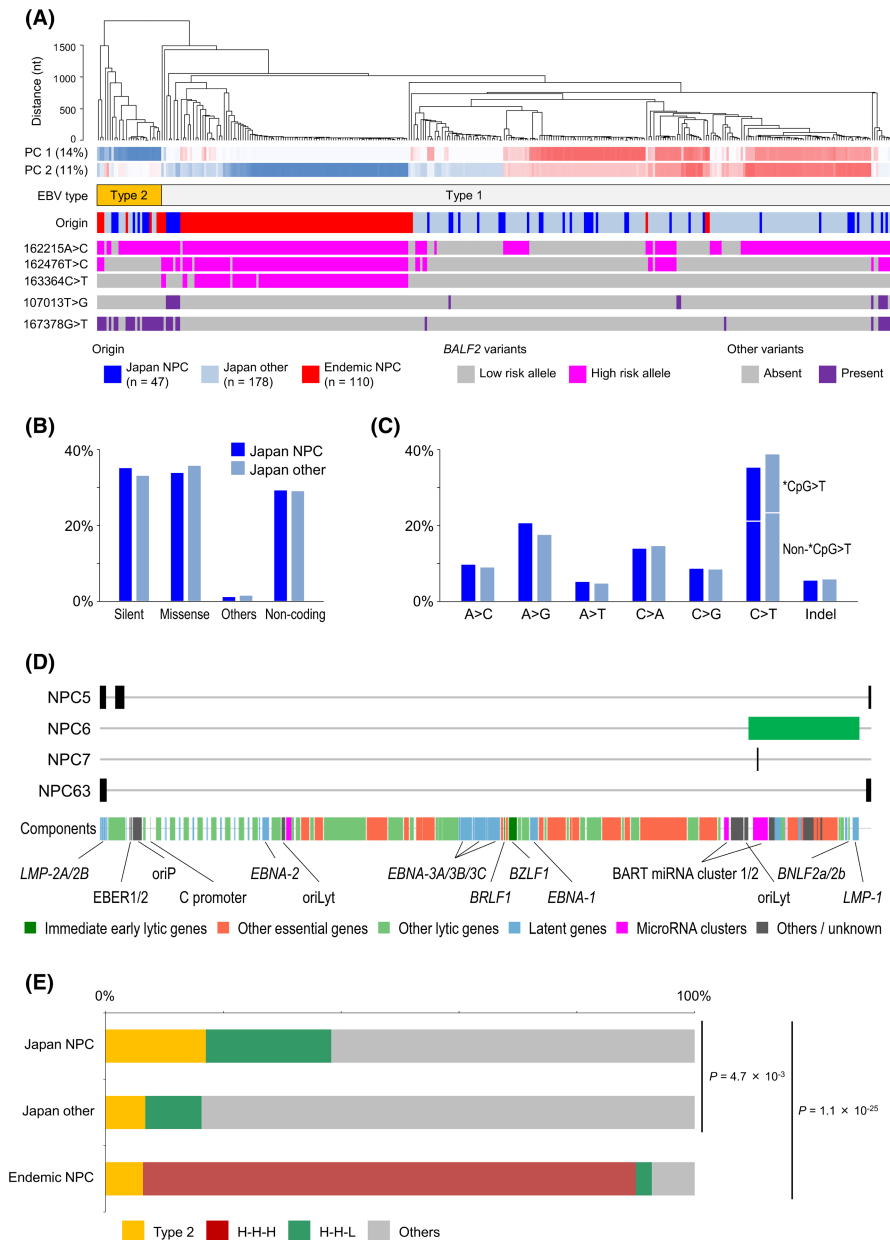 (A)
Distance (nt)
1500
1000
500
0
PC 1 (14%)
PC 2 (11%)
EBV type
Type 2
Type 1
Origin
162215A>C
162476T>C
163364C>T
107013T>G
167378G>T
Origin
Japan NPC
(n = 47)
Japan other
(n = 178)
Endemic NPC
(n = 110)
BALF2 variants
Low risk allele
High risk allele
Other variants
Absent
Present
(B)
40%
20%
0%
Japan NPC
Japan other
Silent
Missense
Others
Non-coding
(C)
40%
20%
0%
*CpG>T
Non-*CpG>T
A>C
A>G
A>T
C>A
C>G
C>T
Indel
(D)
NPC5
NPC6
NPC7
NPC63
Components
LMP-2A/2B
EBER1/2
oriP
C promoter
EBNA-2
oriLyt
EBNA-3A/3B/3C
BRLF1
BZLF1
EBNA-1
BART miRNA cluster 1/2
oriLyt
BNLF2a/2b
LMP-1
Immediate early lytic genes
Other essential genes
Other lytic genes
Latent genes
MicroRNA clusters
Others / unknown
(E)
0%
100%
Japan NPC
Japan other
Endemic NPC
P = 4.7 × 10-3
P = 1.1 × 10-25
Type 2
H-H-H
H-H-L
Others